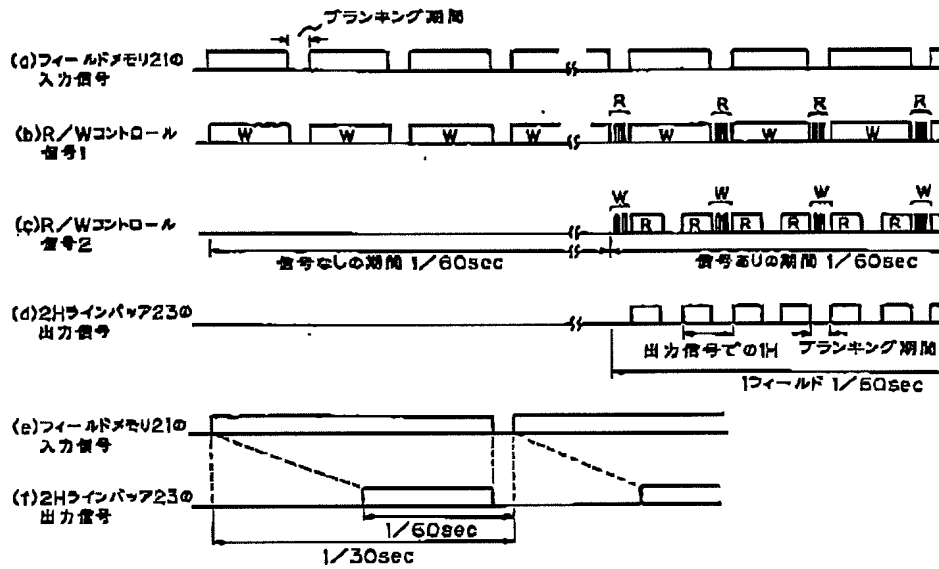 ブランキング期間
(a)フィールドメモリ21の
入力信号
R R R R
(b)R/Wコントロール
信号1
W W W W W W W
W W W W
(c)R/Wコントロール
信号2
R R R R R R
信号なしの期間 1/60sec 信号ありの期間 1/60sec
(d)2Hラインバッファ23の
出力信号
出力信号での1H ブランキング期間
1フィールド 1/60sec
(e)フィールドメモリ21の
入力信号
(f)2Hラインバッファ23の
出力信号
1/60sec
1/30sec